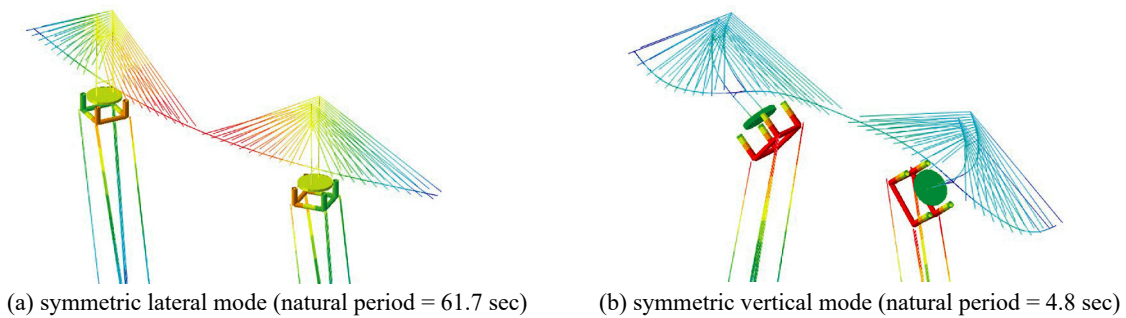 (a) symmetric lateral mode (natural period = 61.7 sec)
(b) symmetric vertical mode (natural period = 4.8 sec)